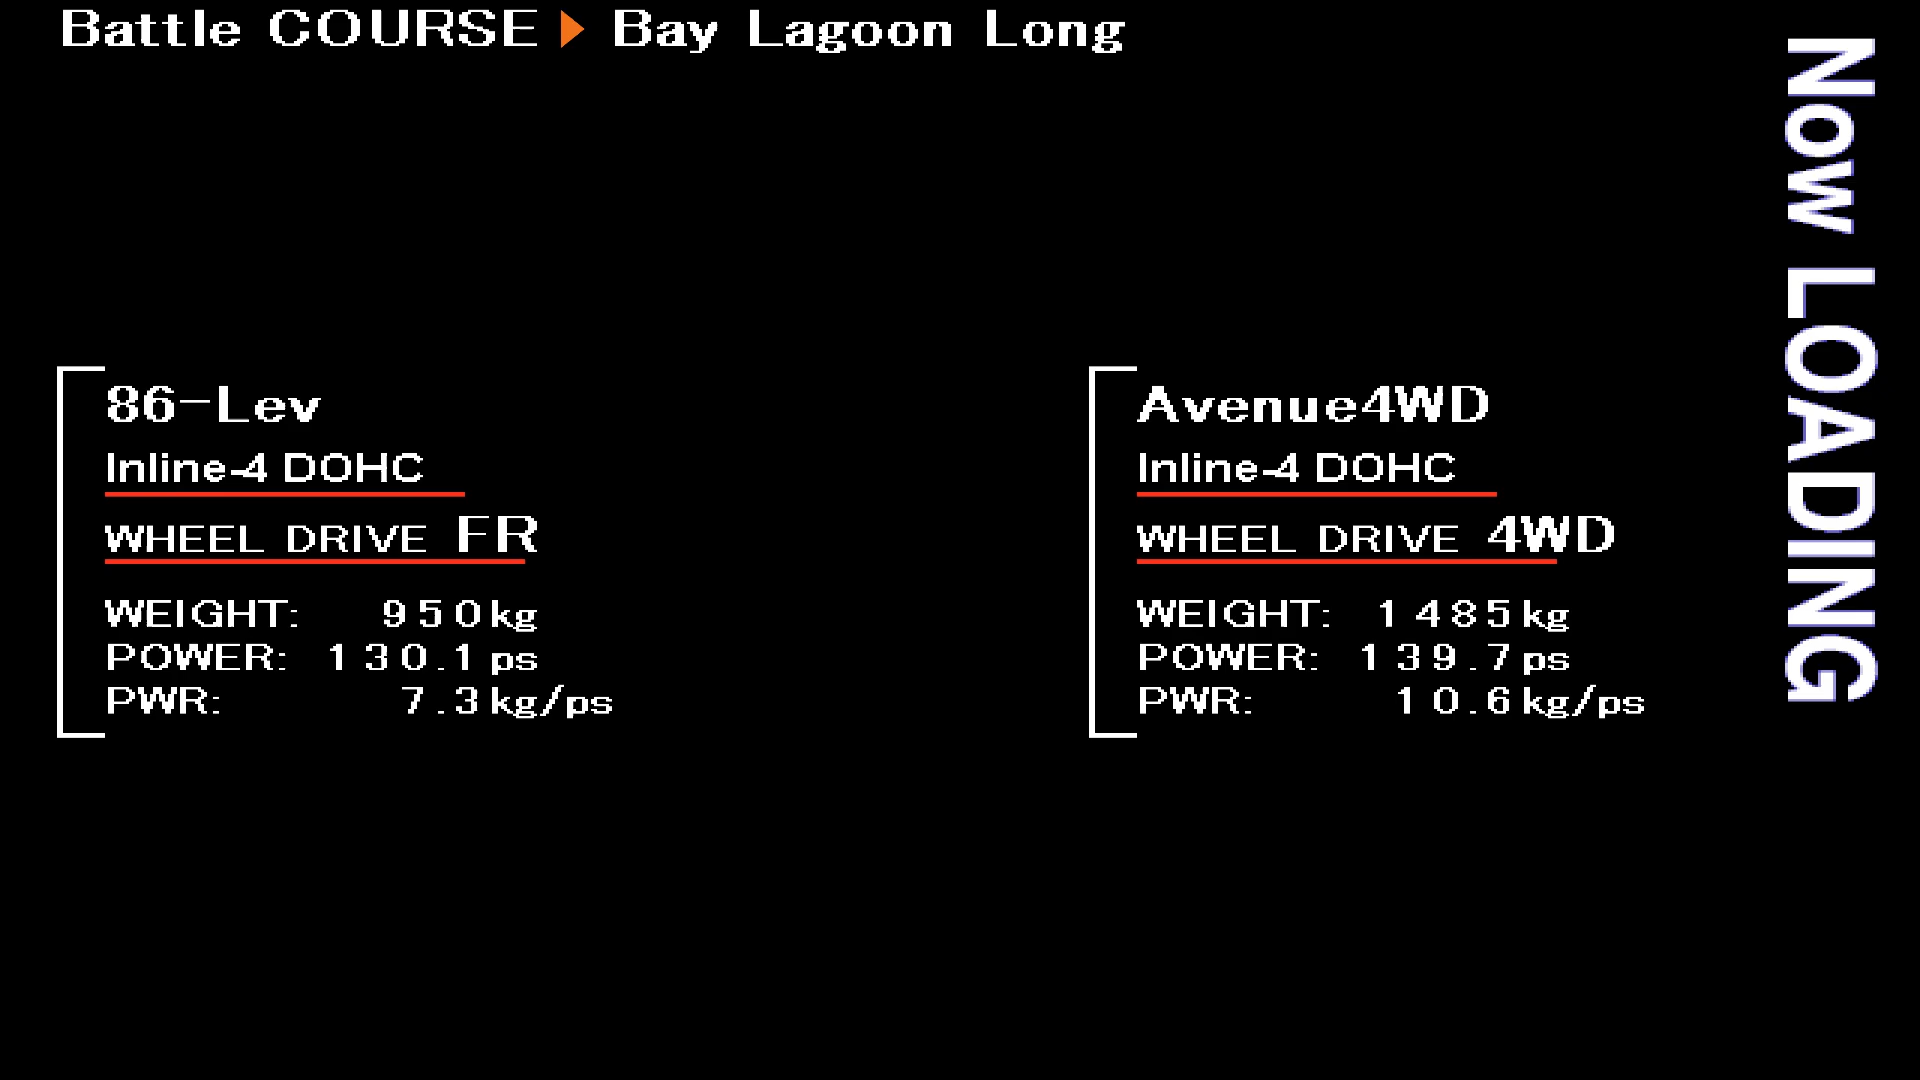 Battle COURSE ▶ Bay Lagoon Long
Now LOADING
86-Lev
Inline-4 DOHC
WHEEL DRIVE FR
WEIGHT: 950kg
POWER: 130.1ps
PWR: 7.3kg/ps
Avenue4WD
Inline-4 DOHC
WHEEL DRIVE 4WD
WEIGHT: 1485kg
POWER: 139.7ps
PWR: 10.6kg/ps